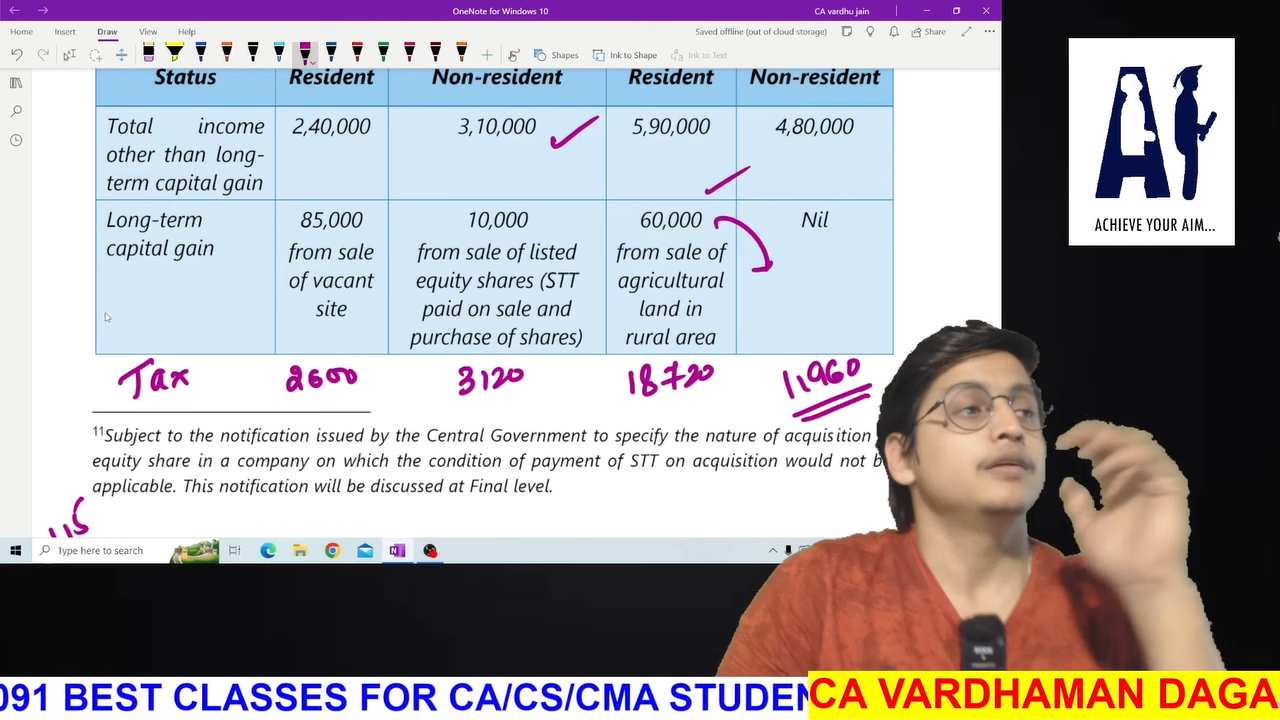 OneNote for Windows 10
CA vardhu jain
Home
Insert
Draw
View
Help
Saved offline (out of cloud storage)
Share
Shapes
Ink to Shape
Ink to Text
Status Resident Non-resident Resident Non-resident
Total income other than long-term capital gain 2,40,000 3,10,000 5,90,000 4,80,000
Long-term capital gain
85,000
from sale
of vacant
site
10,000
from sale of listed
equity shares (STT
paid on sale and
purchase of shares)
60,000
from sale of
agricultural
land in
rural area
Nil
Tax 2600 3120 18720 11960
11Subject to the notification issued by the Central Government to specify the nature of acquisition
equity share in a company on which the condition of payment of STT on acquisition would not b
applicable. This notification will be discussed at Final level.
115
Type here to search
ACHIEVE YOUR AIM...
091 BEST CLASSES FOR CA/CS/CMA STUDEN
CA VARDHAMAN DAGA